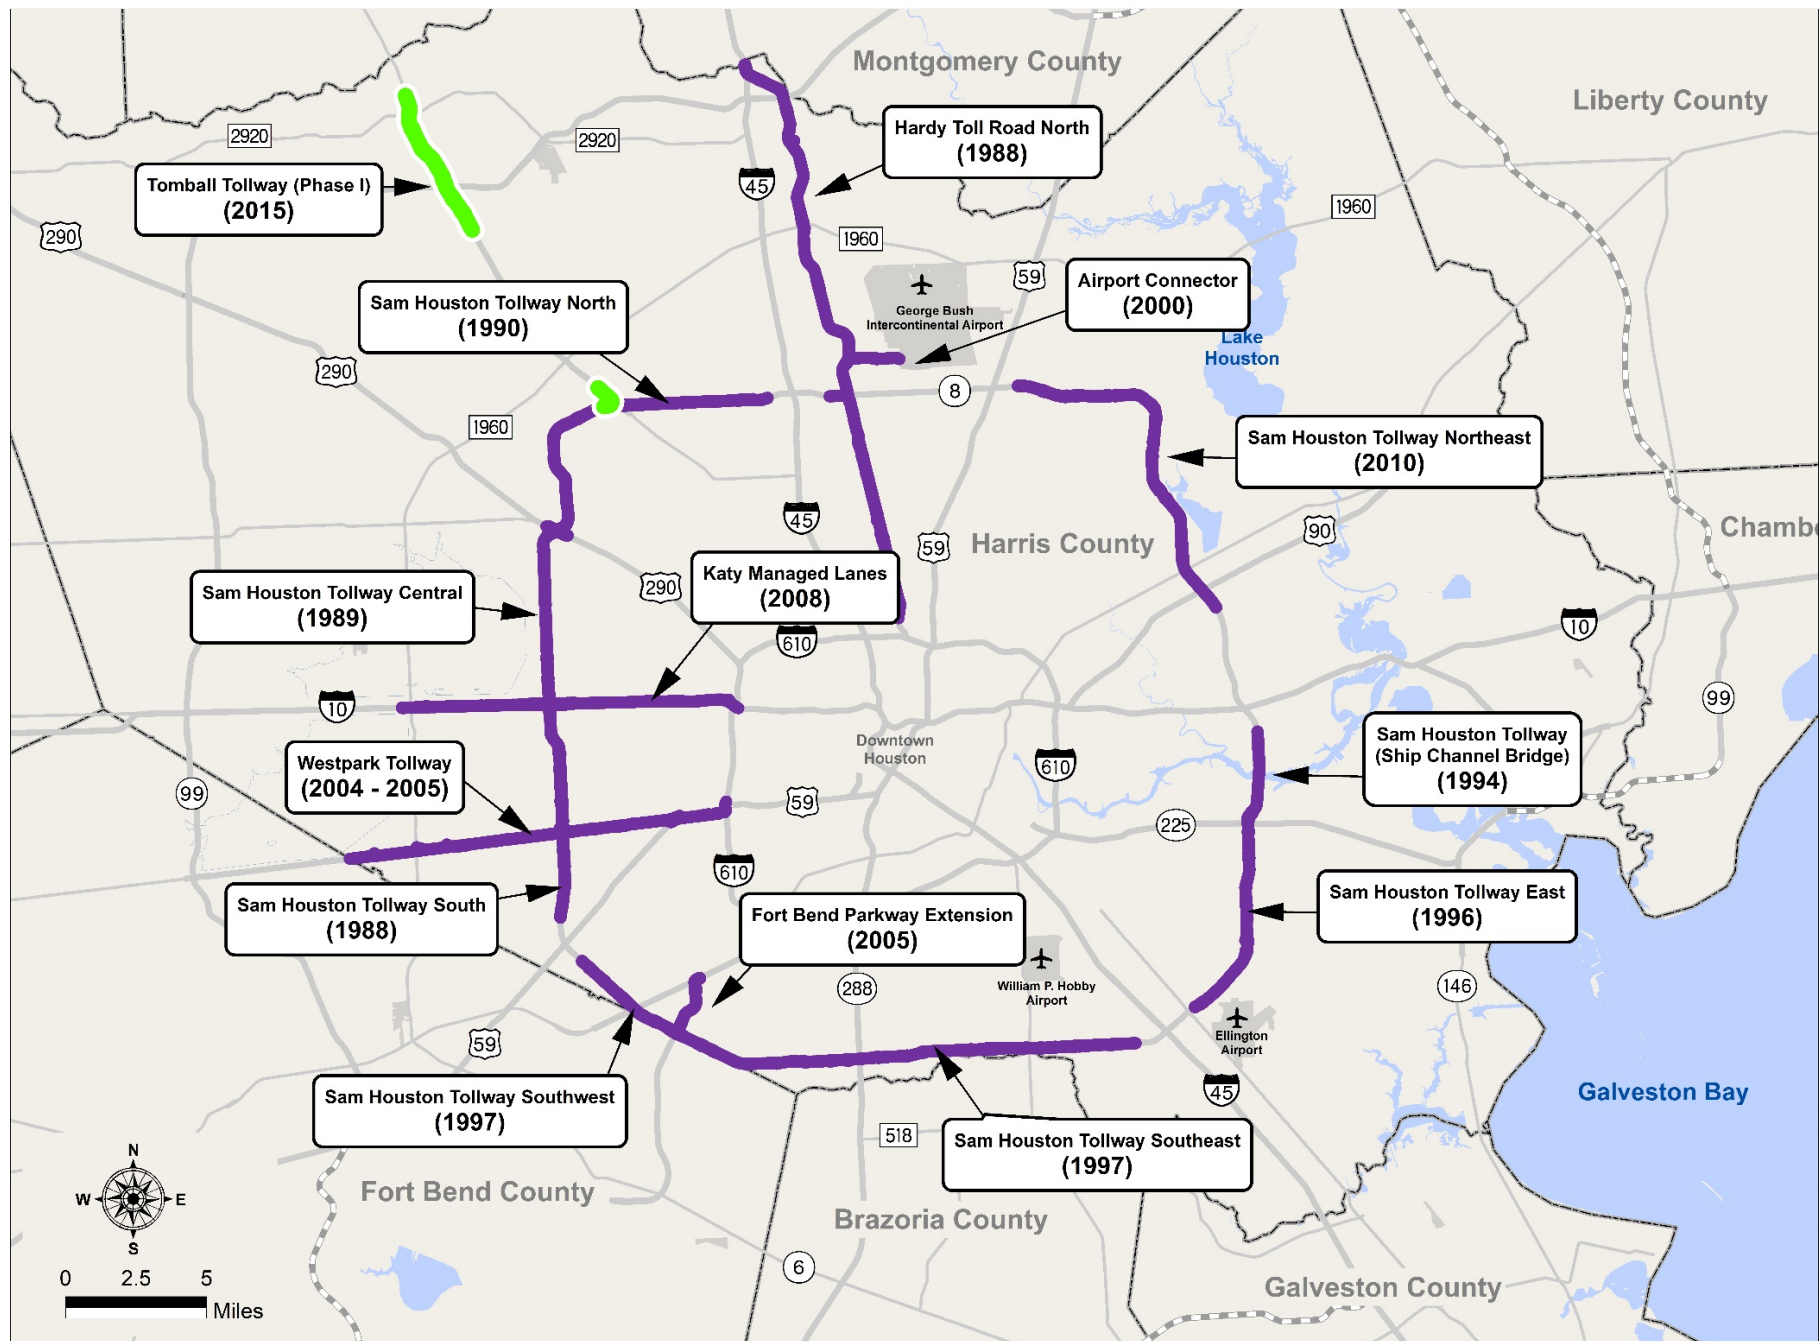 Montgomery County
Liberty County
Hardy Toll Road North
(1988)
2920
2920
45
Tomball Tollway (Phase I)
(2015)
1960
290
1960
59
Airport Connector
(2000)
George Bush
Intercontinental Airport
Sam Houston Tollway North
(1990)
Lake
Houston
290
8
1960
Sam Houston Tollway Northeast
(2010)
45
59
Harris County
90
Chambe
Katy Managed Lanes
(2008)
290
Sam Houston Tollway Central
(1989)
610
10
10
99
Downtown
Houston
Sam Houston Tollway
(Ship Channel Bridge)
(1994)
Westpark Tollway
(2004 - 2005)
610
99
59
225
610
Sam Houston Tollway South
(1988)
Fort Bend Parkway Extension
(2005)
Sam Houston Tollway East
(1996)
288
William P. Hobby
Airport
146
59
Ellington
Airport
Sam Houston Tollway Southwest
(1997)
45
Galveston Bay
518
Sam Houston Tollway Southeast
(1997)
N
W
E
S
Fort Bend County
Brazoria County
6
Galveston County
0 2.5 5
Miles